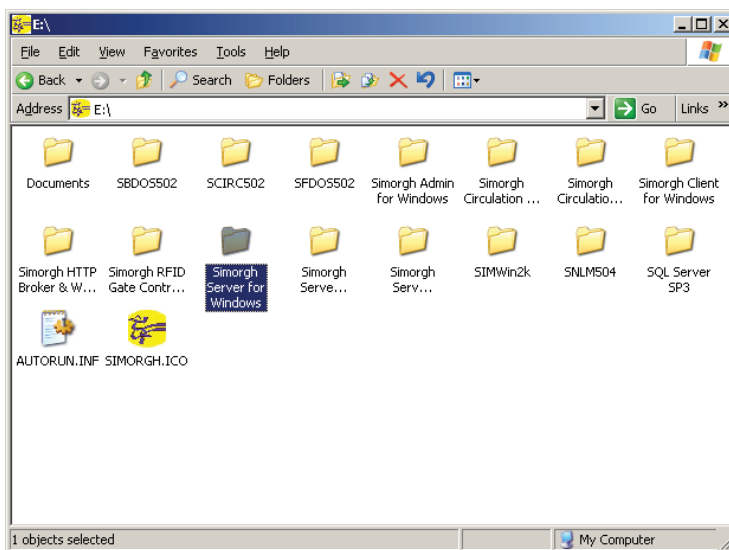 E:\
File Edit View Favorites Tools Help
Back Search Folders
Address E:\ Go Links »
Documents SBDOS502 SCIRC502 SFDOS502 Simorgh Admin for Windows Simorgh Circulation ... Simorgh Circulatio... Simorgh Client for Windows
Simorgh HTTP Broker & W... Simorgh RFID Gate Contr... Simorgh Server for Windows Simorgh Serve... Simorgh Serv... SIMWin2k SNLM504 SQL Server SP3
AUTORUN.INF SIMORGH.ICO
1 objects selected My Computer